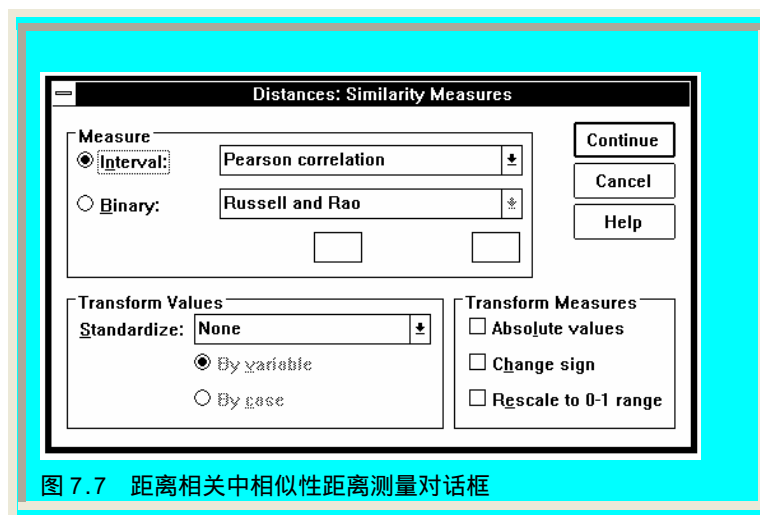 Distances: Similarity Measures
Measure
Interval:
Pearson correlation
Binary:
Russell and Rao
Continue
Cancel
Help
Transform Values
Standardize:
None
By variable
By case
Transform Measures
Absolute values
Change sign
Rescale to 0-1 range
图 7.7 距离相关中相似性距离测量对话框